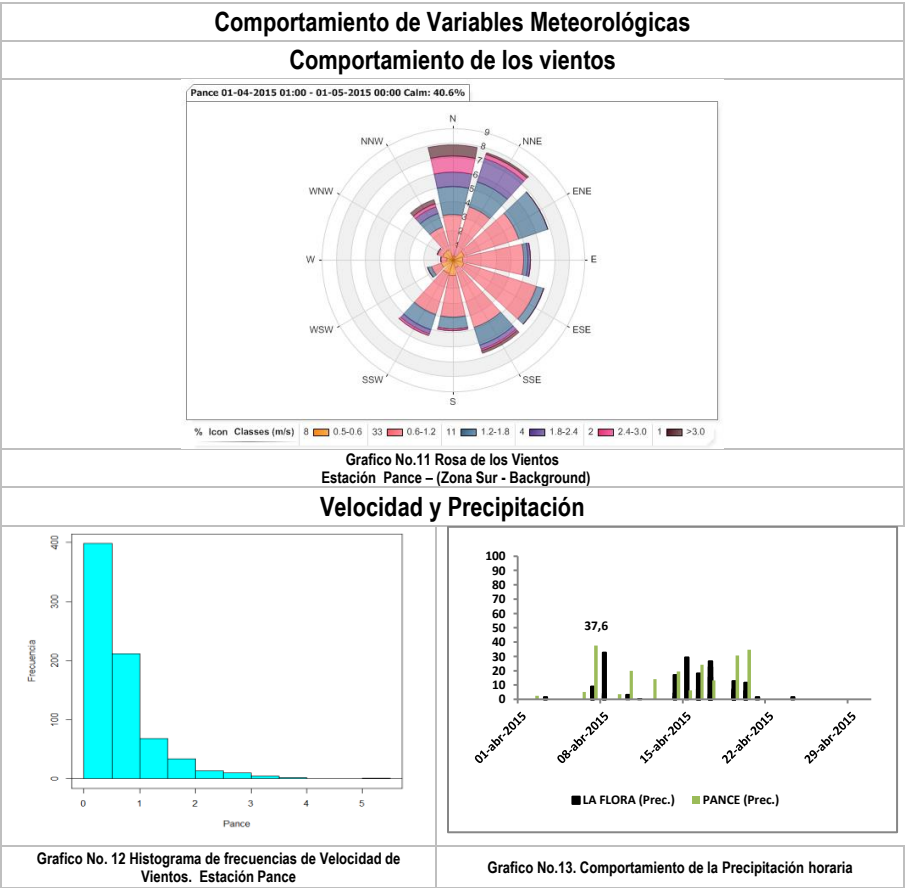 Comportamiento de Variables Meteorológicas
Comportamiento de los vientos
Pance 01-04-2015 01:00 - 01-05-2015 00:00 Calm: 40.6%
N
NNE
ENE
E
ESE
SSE
S
SSW
WSW
W
WNW
NNW
1
2
3
4
5
6
7
8
9
% Icon Classes (m/s) 8 0.5-0.6 33 0.6-1.2 11 1.2-1.8 4 1.8-2.4 2 2.4-3.0 1 >3.0
Grafico No.11 Rosa de los Vientos
Estación Pance – (Zona Sur - Background)
Velocidad y Precipitación
Frecuencia
400
300
200
100
0
0 1 2 3 4 5
Pance
100
90
80
70
60
50
40
30
20
10
0
37,6
01-abr-2015 08-abr-2015 15-abr-2015 22-abr-2015 29-abr-2015
LA FLORA (Prec.) PANCE (Prec.)
Grafico No. 12 Histograma de frecuencias de Velocidad de
Vientos. Estación Pance
Grafico No.13. Comportamiento de la Precipitación horaria